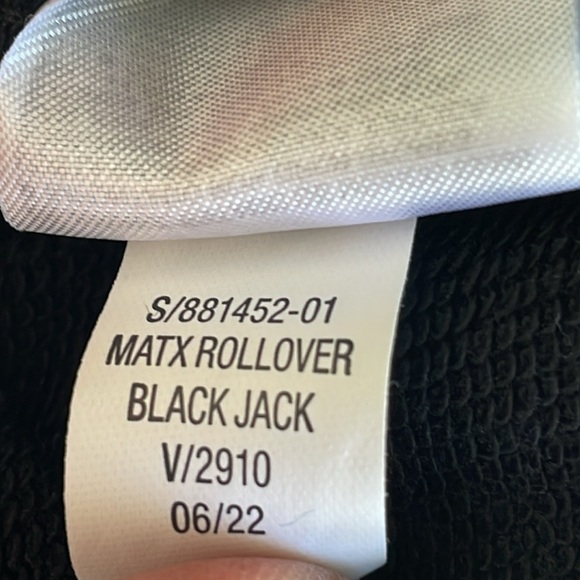 S/881452-01
MATX ROLLOVER
BLACK JACK
V/2910
06/22